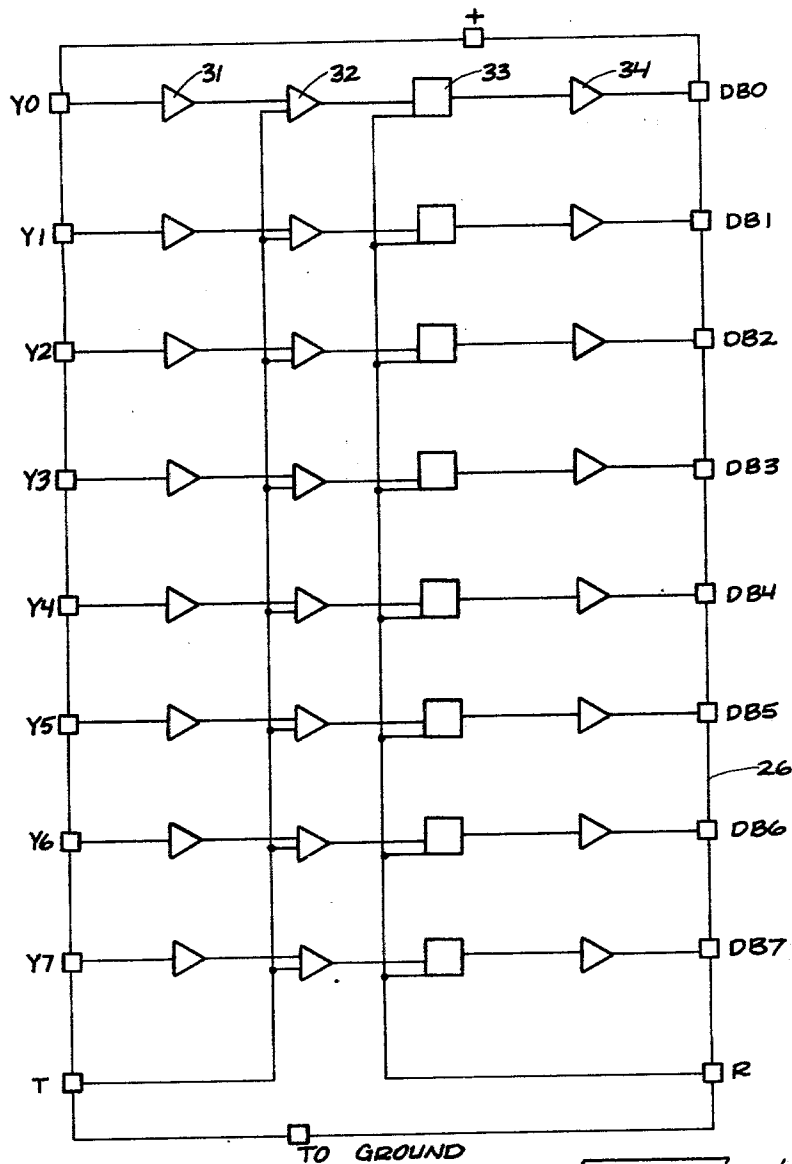 +
31 32 33 34
Y0 DB0
Y1 DB1
Y2 DB2
Y3 DB3
Y4 DB4
Y5 DB5
26
Y6 DB6
Y7 DB7
T R
TO GROUND